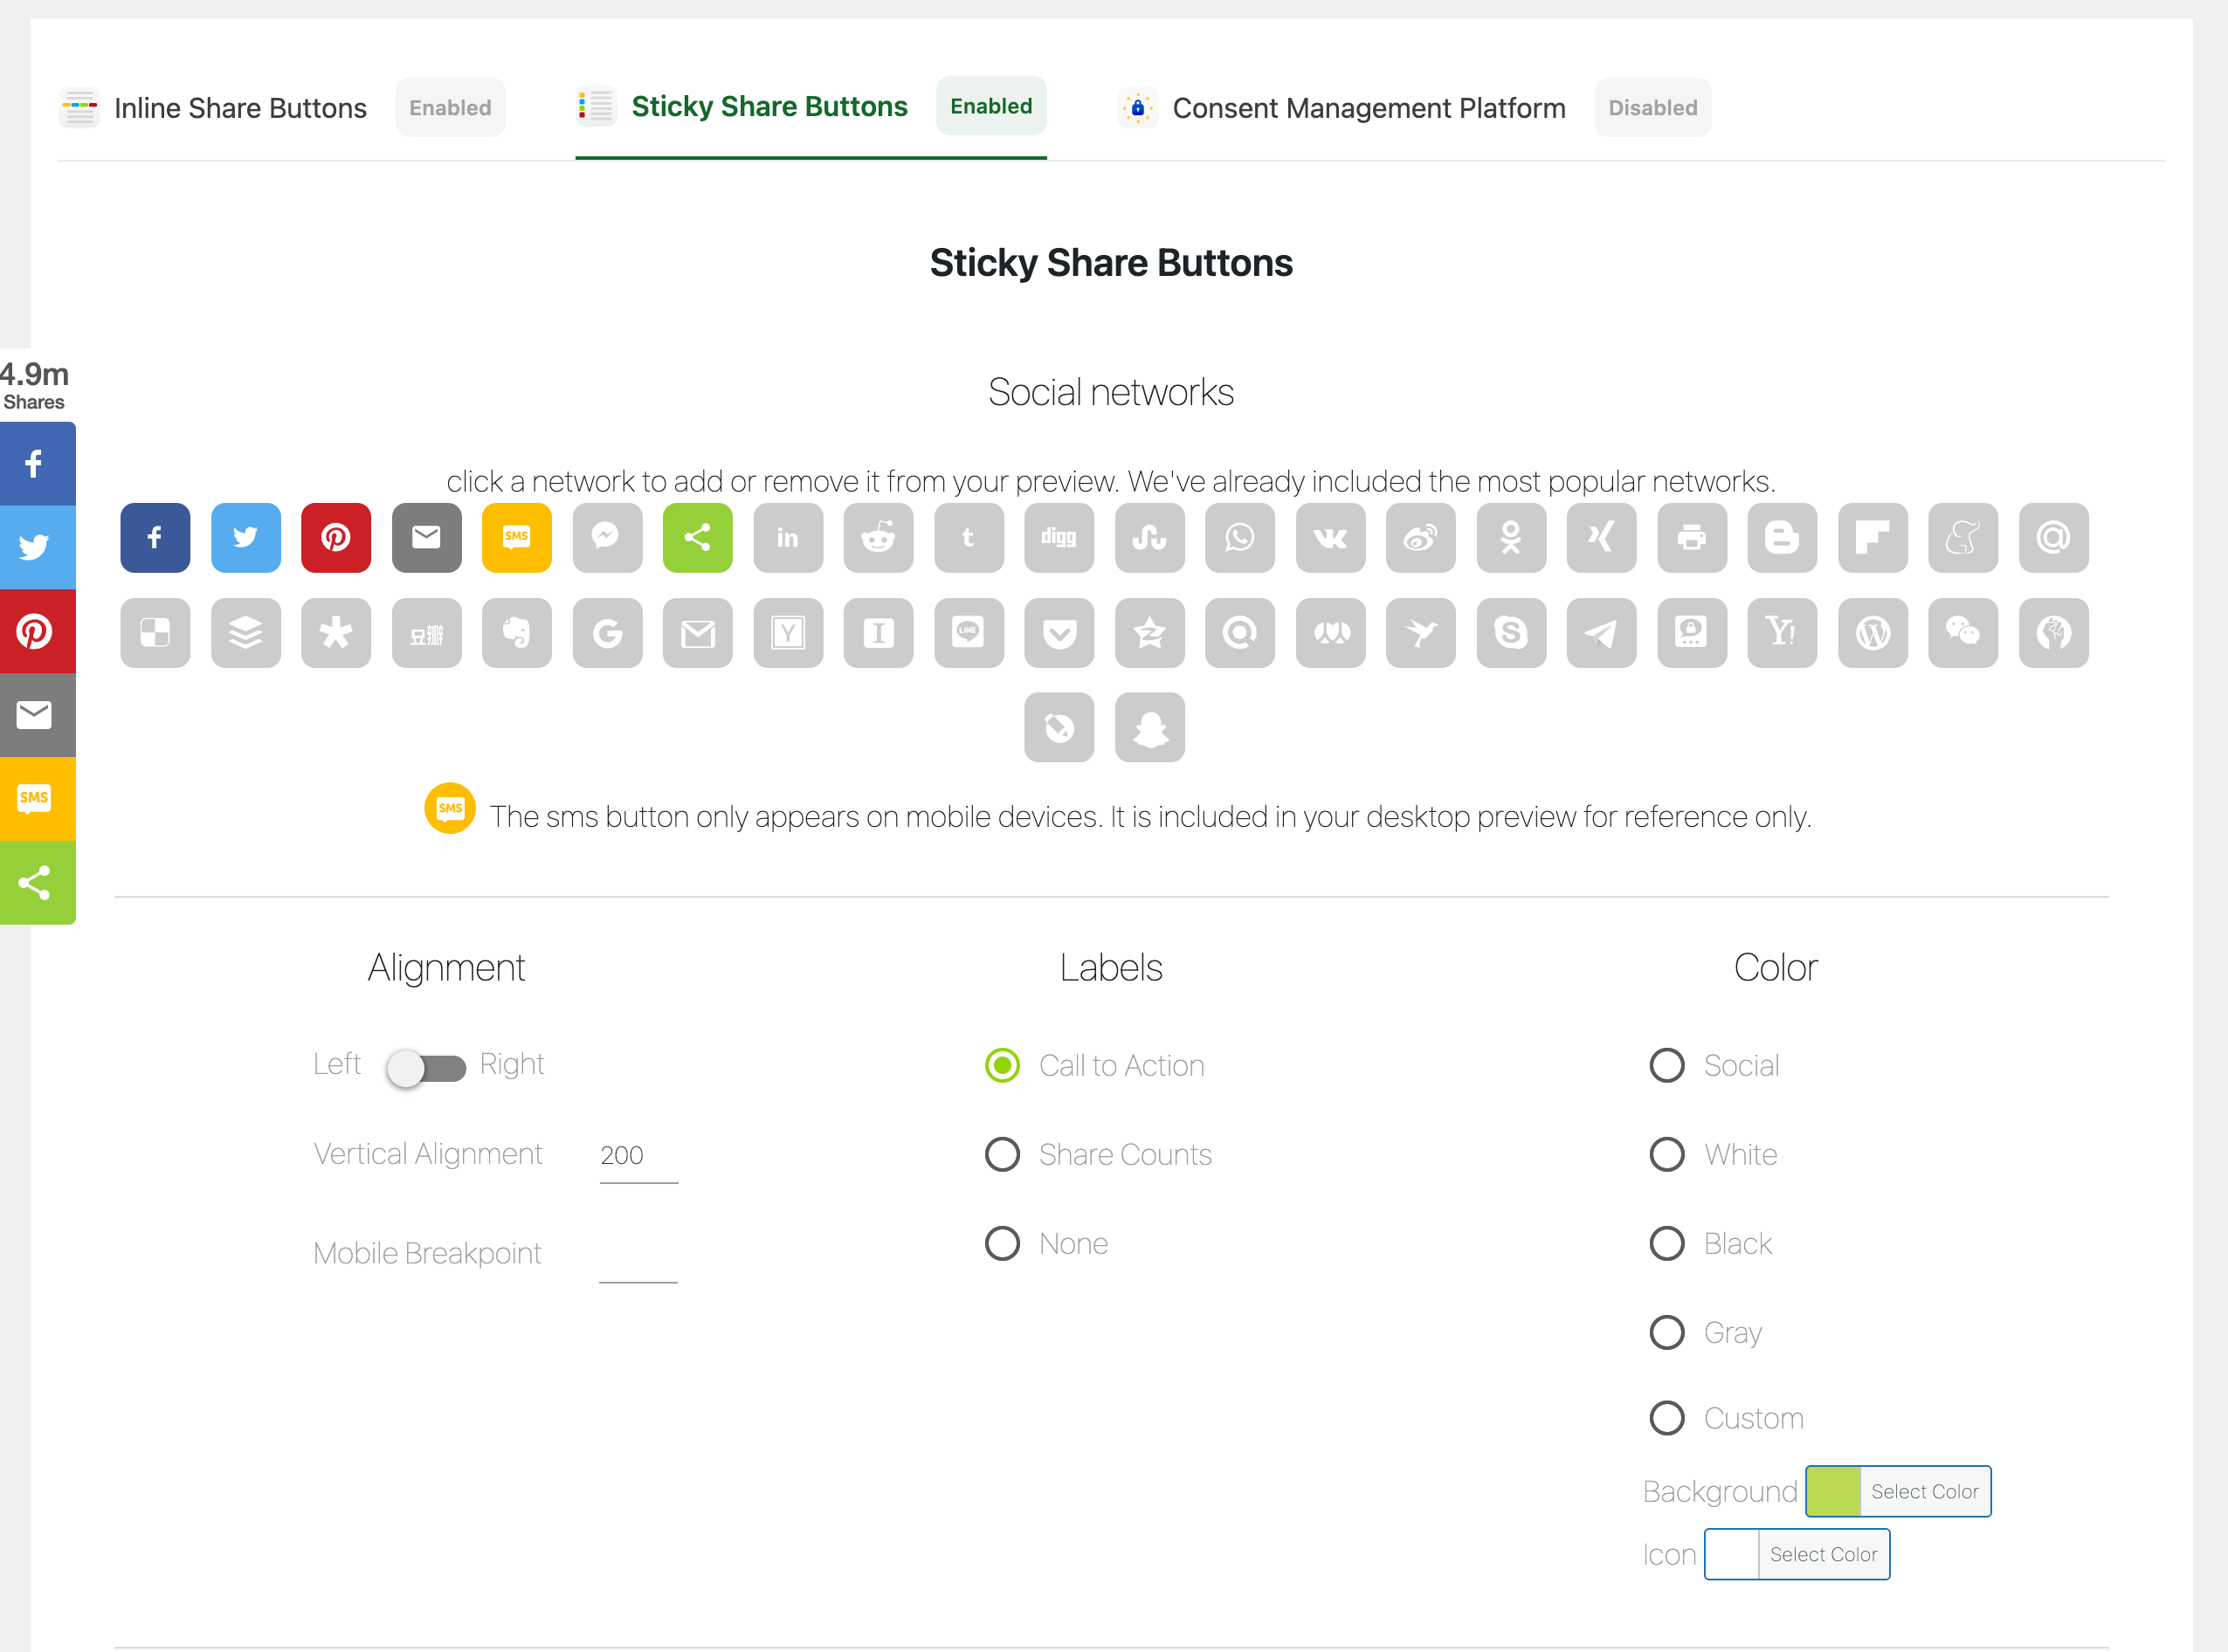 Inline Share Buttons
Enabled
Sticky Share Buttons
Enabled
Consent Management Platform
Disabled
Sticky Share Buttons
4.9m
Shares
Social networks
click a network to add or remove it from your preview. We've already included the most popular networks.
SMS
in
t
digg
豆瓣
G
Y
I
LINE
S
Y!
SMS
SMS
The sms button only appears on mobile devices. It is included in your desktop preview for reference only.
Alignment
Left
Right
Vertical Alignment
200
Mobile Breakpoint
Labels
Call to Action
Share Counts
None
Color
Social
White
Black
Gray
Custom
Background
Select Color
Icon
Select Color